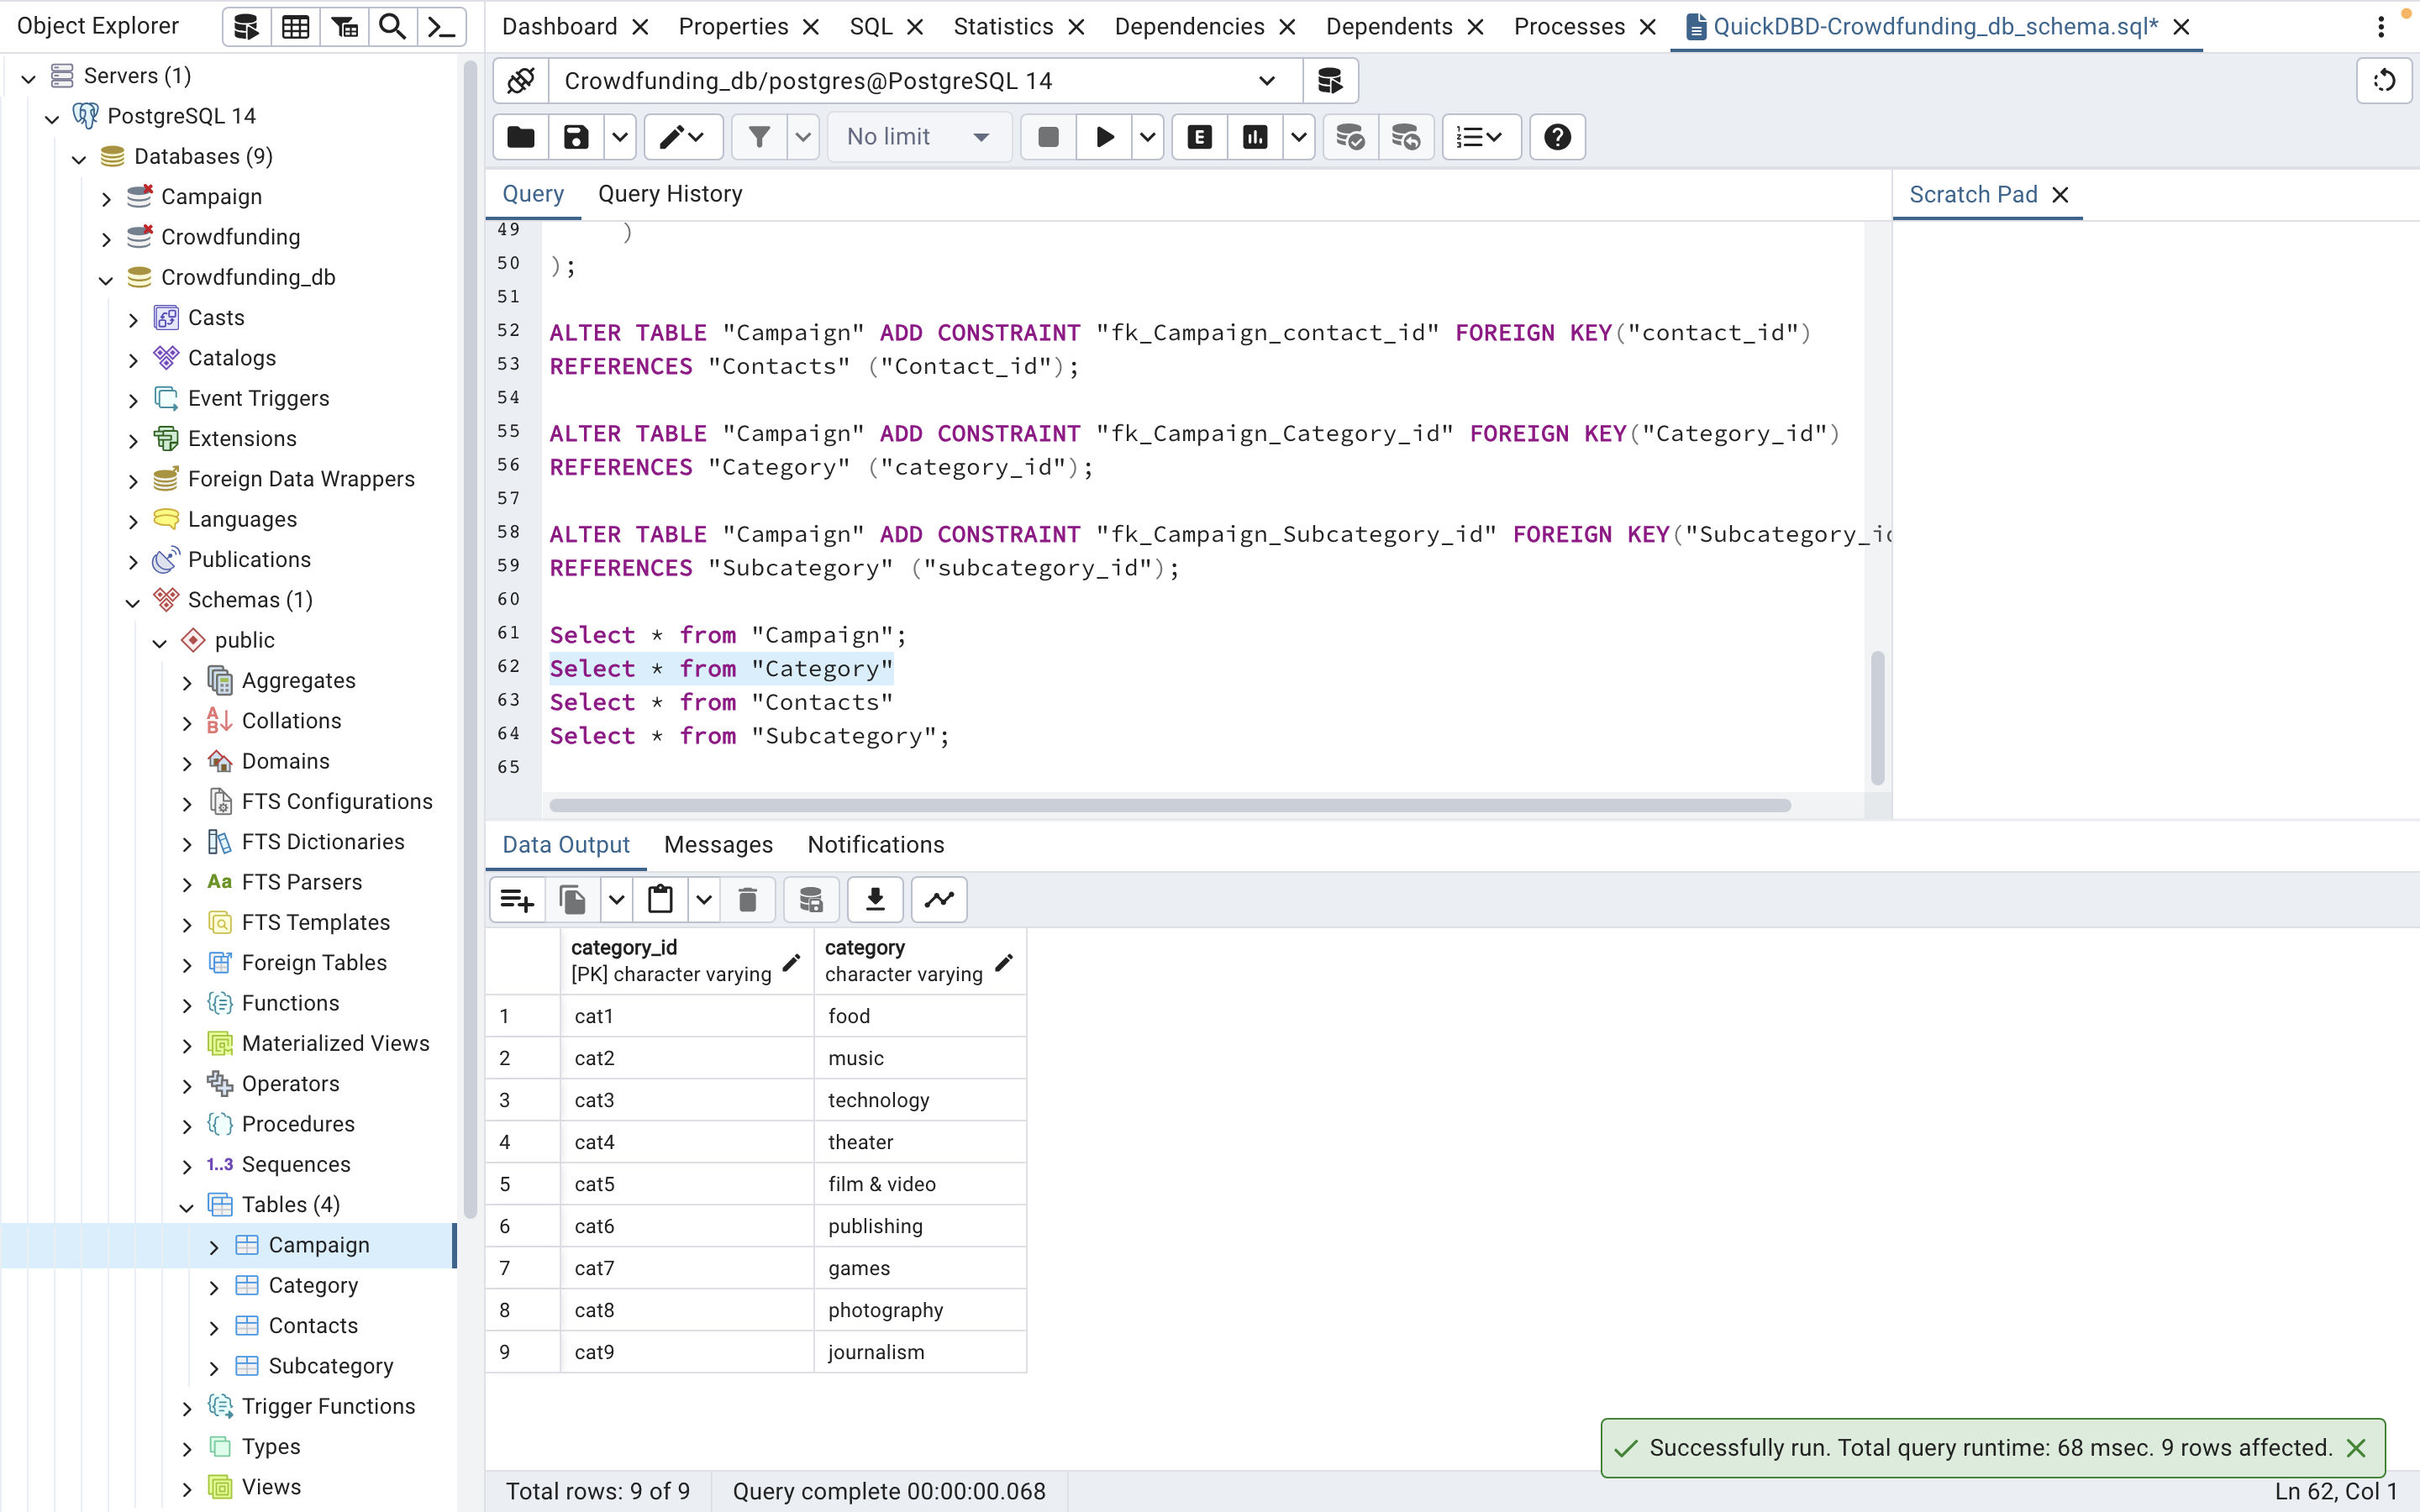 Object Explorer
Dashboard
Properties
SQL
Statistics
Dependencies
Dependents
Processes
QuickDBD-Crowdfunding_db_schema.sql*
Servers (1)
PostgreSQL 14
Databases (9)
Campaign
Crowdfunding
Crowdfunding_db
Casts
Catalogs
Event Triggers
Extensions
Foreign Data Wrappers
Languages
Publications
Schemas (1)
public
Aggregates
Collations
Domains
FTS Configurations
FTS Dictionaries
Aa FTS Parsers
FTS Templates
Foreign Tables
Functions
Materialized Views
Operators
Procedures
1..3 Sequences
Tables (4)
Campaign
Category
Contacts
Subcategory
Trigger Functions
Types
Views
Crowdfunding_db/postgres@PostgreSQL 14
No limit
E
Query
Query History
Scratch Pad
49 )
50 );
51
52 ALTER TABLE "Campaign" ADD CONSTRAINT "fk_Campaign_contact_id" FOREIGN KEY("contact_id")
53 REFERENCES "Contacts" ("Contact_id");
54
55 ALTER TABLE "Campaign" ADD CONSTRAINT "fk_Campaign_Category_id" FOREIGN KEY("Category_id")
56 REFERENCES "Category" ("category_id");
57
58 ALTER TABLE "Campaign" ADD CONSTRAINT "fk_Campaign_Subcategory_id" FOREIGN KEY("Subcategory_id
59 REFERENCES "Subcategory" ("subcategory_id");
60
61 Select * from "Campaign";
62 Select * from "Category"
63 Select * from "Contacts"
64 Select * from "Subcategory";
65
Data Output
Messages
Notifications
category_id
[PK] character varying
category
character varying
1 cat1 food
2 cat2 music
3 cat3 technology
4 cat4 theater
5 cat5 film & video
6 cat6 publishing
7 cat7 games
8 cat8 photography
9 cat9 journalism
Successfully run. Total query runtime: 68 msec. 9 rows affected.
Total rows: 9 of 9
Query complete 00:00:00.068
Ln 62, Col 1